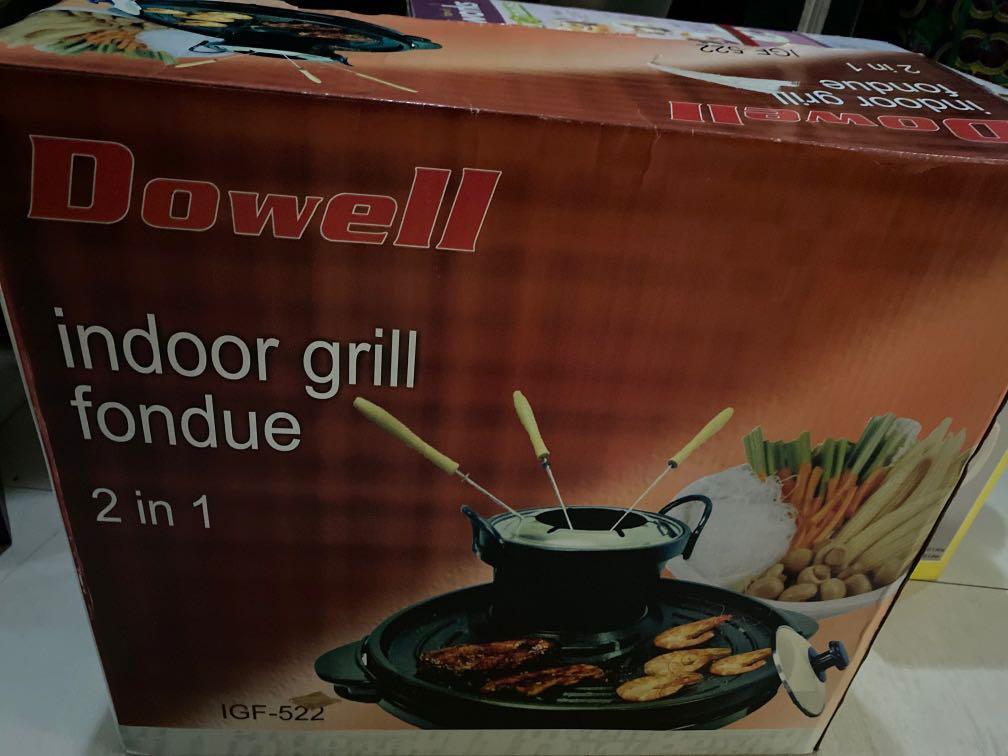 IGF-522
2 in 1
indoor grill
fondue
Dowell
Dowell
indoor grill
fondue
2 in 1
IGF-522